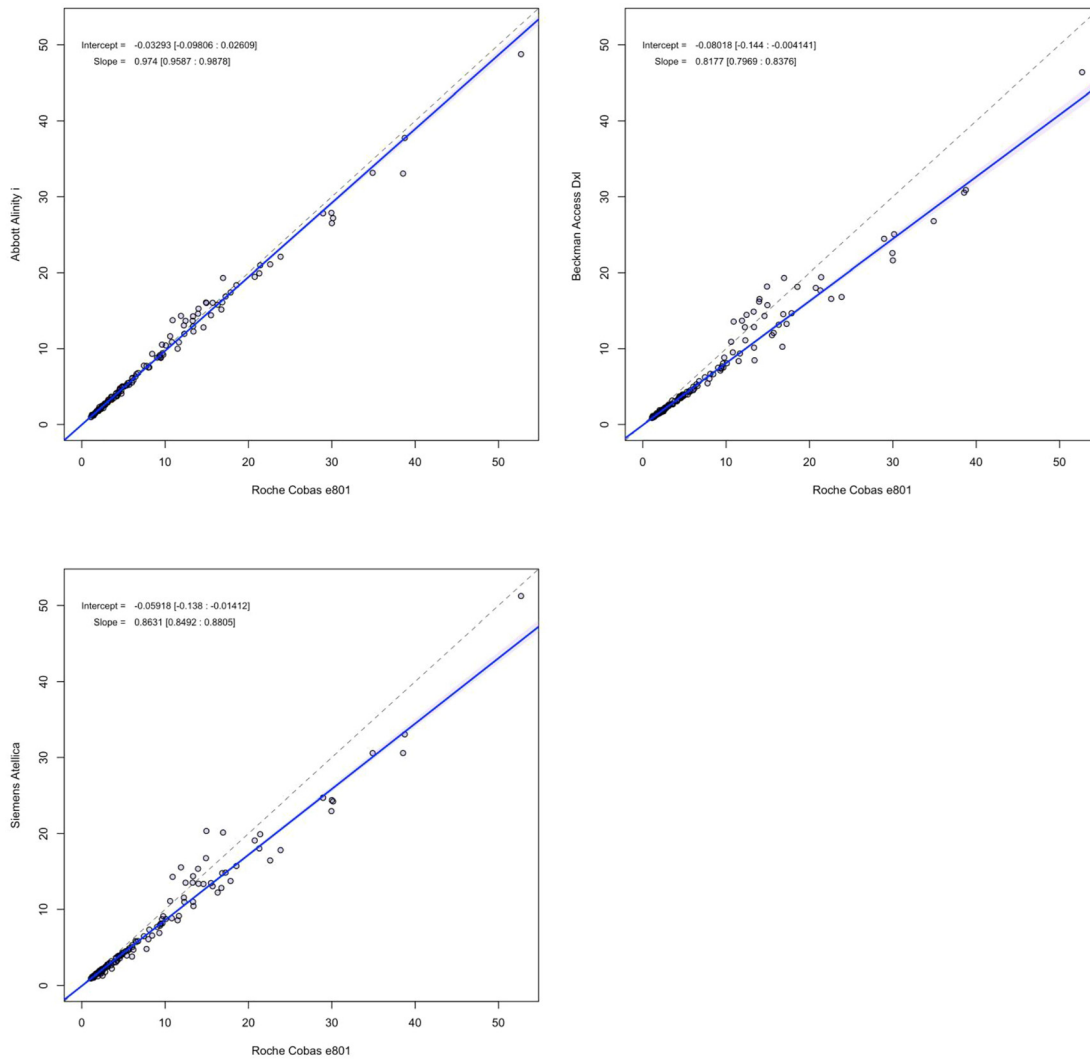 Intercept = -0.03293 [-0.09806 : 0.02609]
Slope = 0.974 [0.9587 : 0.9878]
50
40
30
20
10
0
Abbott Alinity i
0 10 20 30 40 50
Roche Cobas e801
Intercept = -0.08018 [-0.144 : -0.004141]
Slope = 0.8177 [0.7969 : 0.8376]
50
40
30
20
10
0
Beckman Access DxI
0 10 20 30 40 50
Roche Cobas e801
Intercept = -0.05918 [-0.138 : -0.01412]
Slope = 0.8631 [0.8492 : 0.8805]
50
40
30
20
10
0
Siemens Atellica
0 10 20 30 40 50
Roche Cobas e801